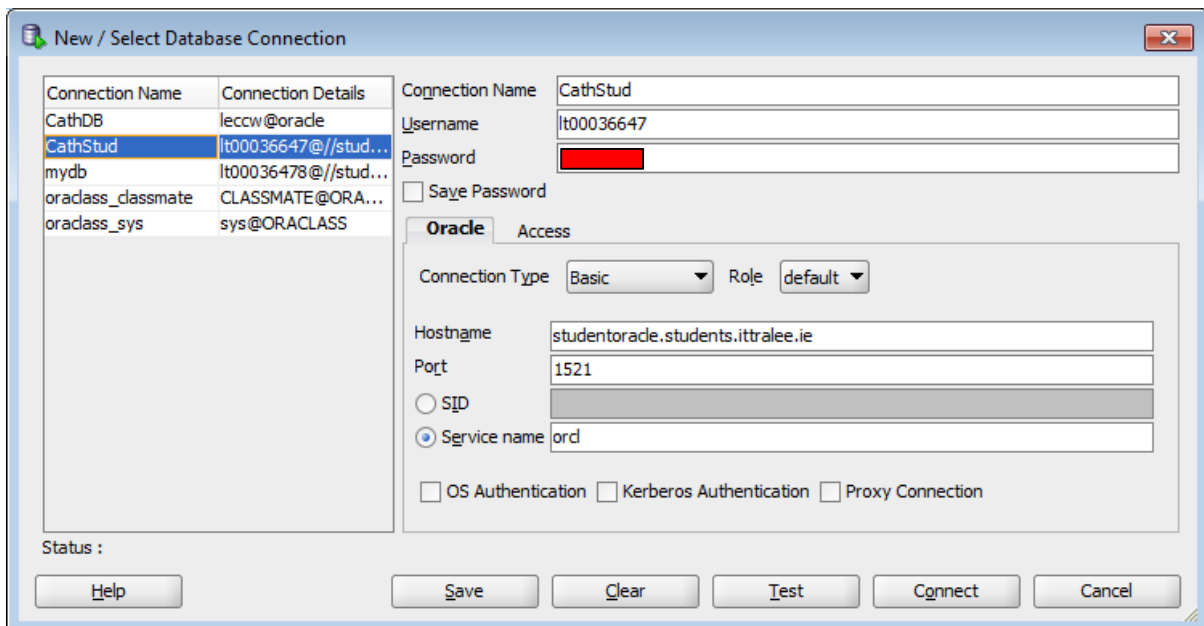 New / Select Database Connection
Connection Name Connection Details
CathDB leccw@oracle
CathStud lt00036647@//stud...
mydb lt00036478@//stud...
oraclass_classmate CLASSMATE@ORA...
oraclass_sys sys@ORACLASS
Connection Name CathStud
Username lt00036647
Password
Save Password
Oracle Access
Connection Type Basic Role default
Hostname studentoracle.students.ittralee.ie
Port 1521
SID
Service name orcl
OS Authentication Kerberos Authentication Proxy Connection
Status :
Help Save Clear Test Connect Cancel